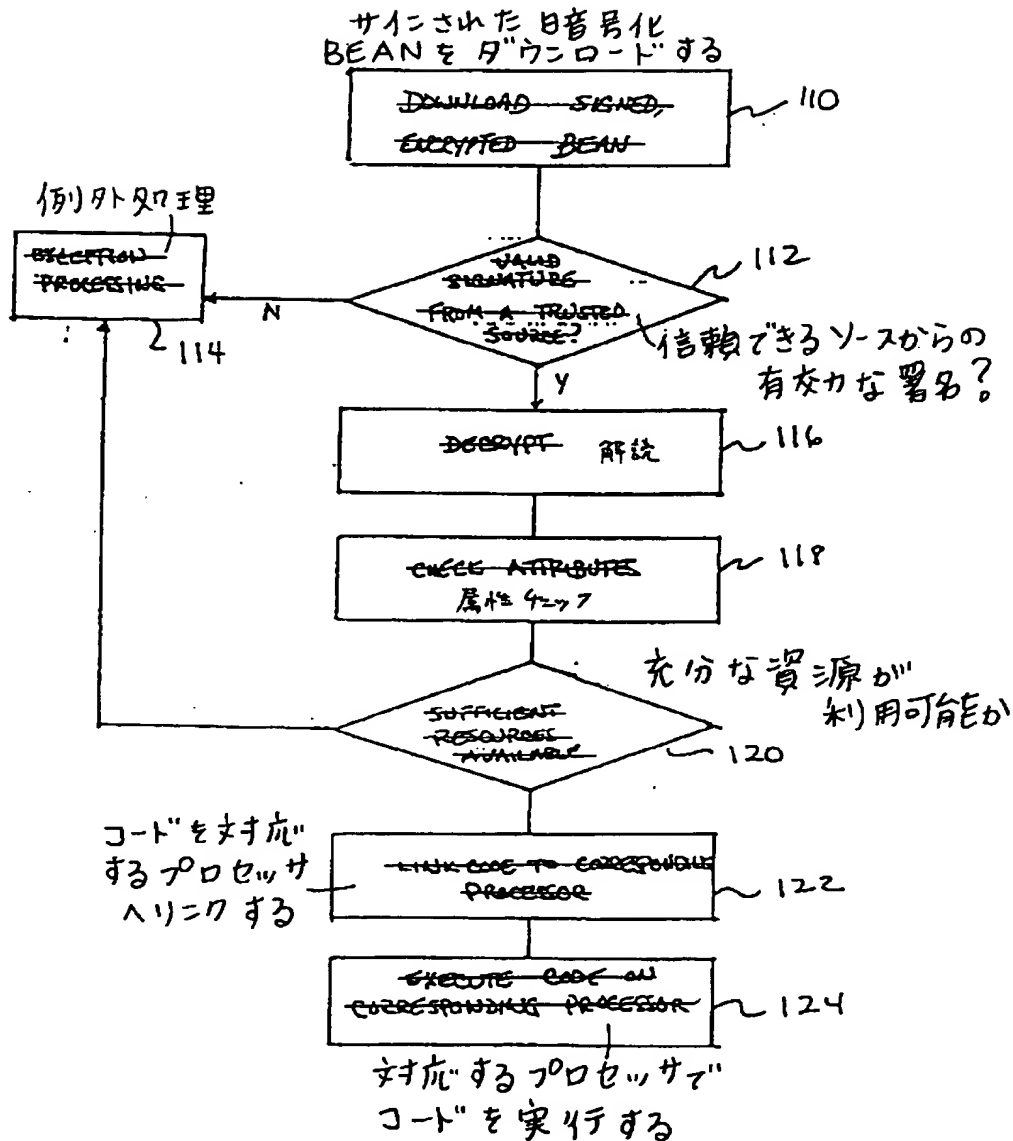 サインされた暗号化
BEANをダウンロードする
DOWNLOAD SIGNED,
ENCRYPTED BEAN
110
例外処理
EXCEPTION
PROCESSING
114
N
VALID
SIGNATURE
FROM A TRUSTED
SOURCE?
112
信頼できるソースからの
有効な署名?
Y
DECRYPT 解読
116
CHECK ATTRIBUTES
属性チェック
118
充分な資源が
利用可能か
SUFFICIENT
RESOURCES
AVAILABLE
120
コードを対応
するプロセッサ
へリンクする
LINK CODE TO CORRESPONDING
PROCESSOR
122
EXECUTE CODE ON
CORRESPONDING PROCESSOR
124
対応するプロセッサで
コードを実行する